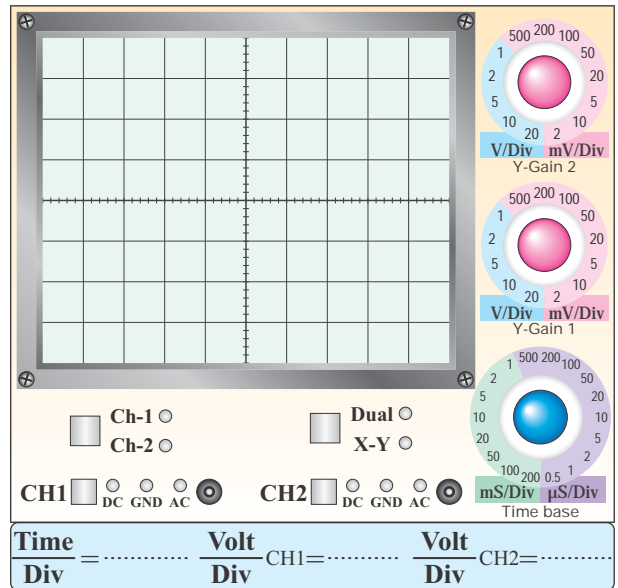 500 200 100
1 50
2 20
5 5
10 10
20 2
V/Div mV/Div
Y-Gain 2
500 200 100
1 50
2 20
5 5
10 10
20 2
V/Div mV/Div
Y-Gain 1
1 500 200 100
2 50
5 20
10 10
20 5
50 2
100 200 0.5 1
mS/Div µS/Div
Time base
Ch-1
Ch-2
Dual
X-Y
CH1 DC GND AC
CH2 DC GND AC
Time Volt Volt
= ············ CH1=············ CH2=············
Div Div Div